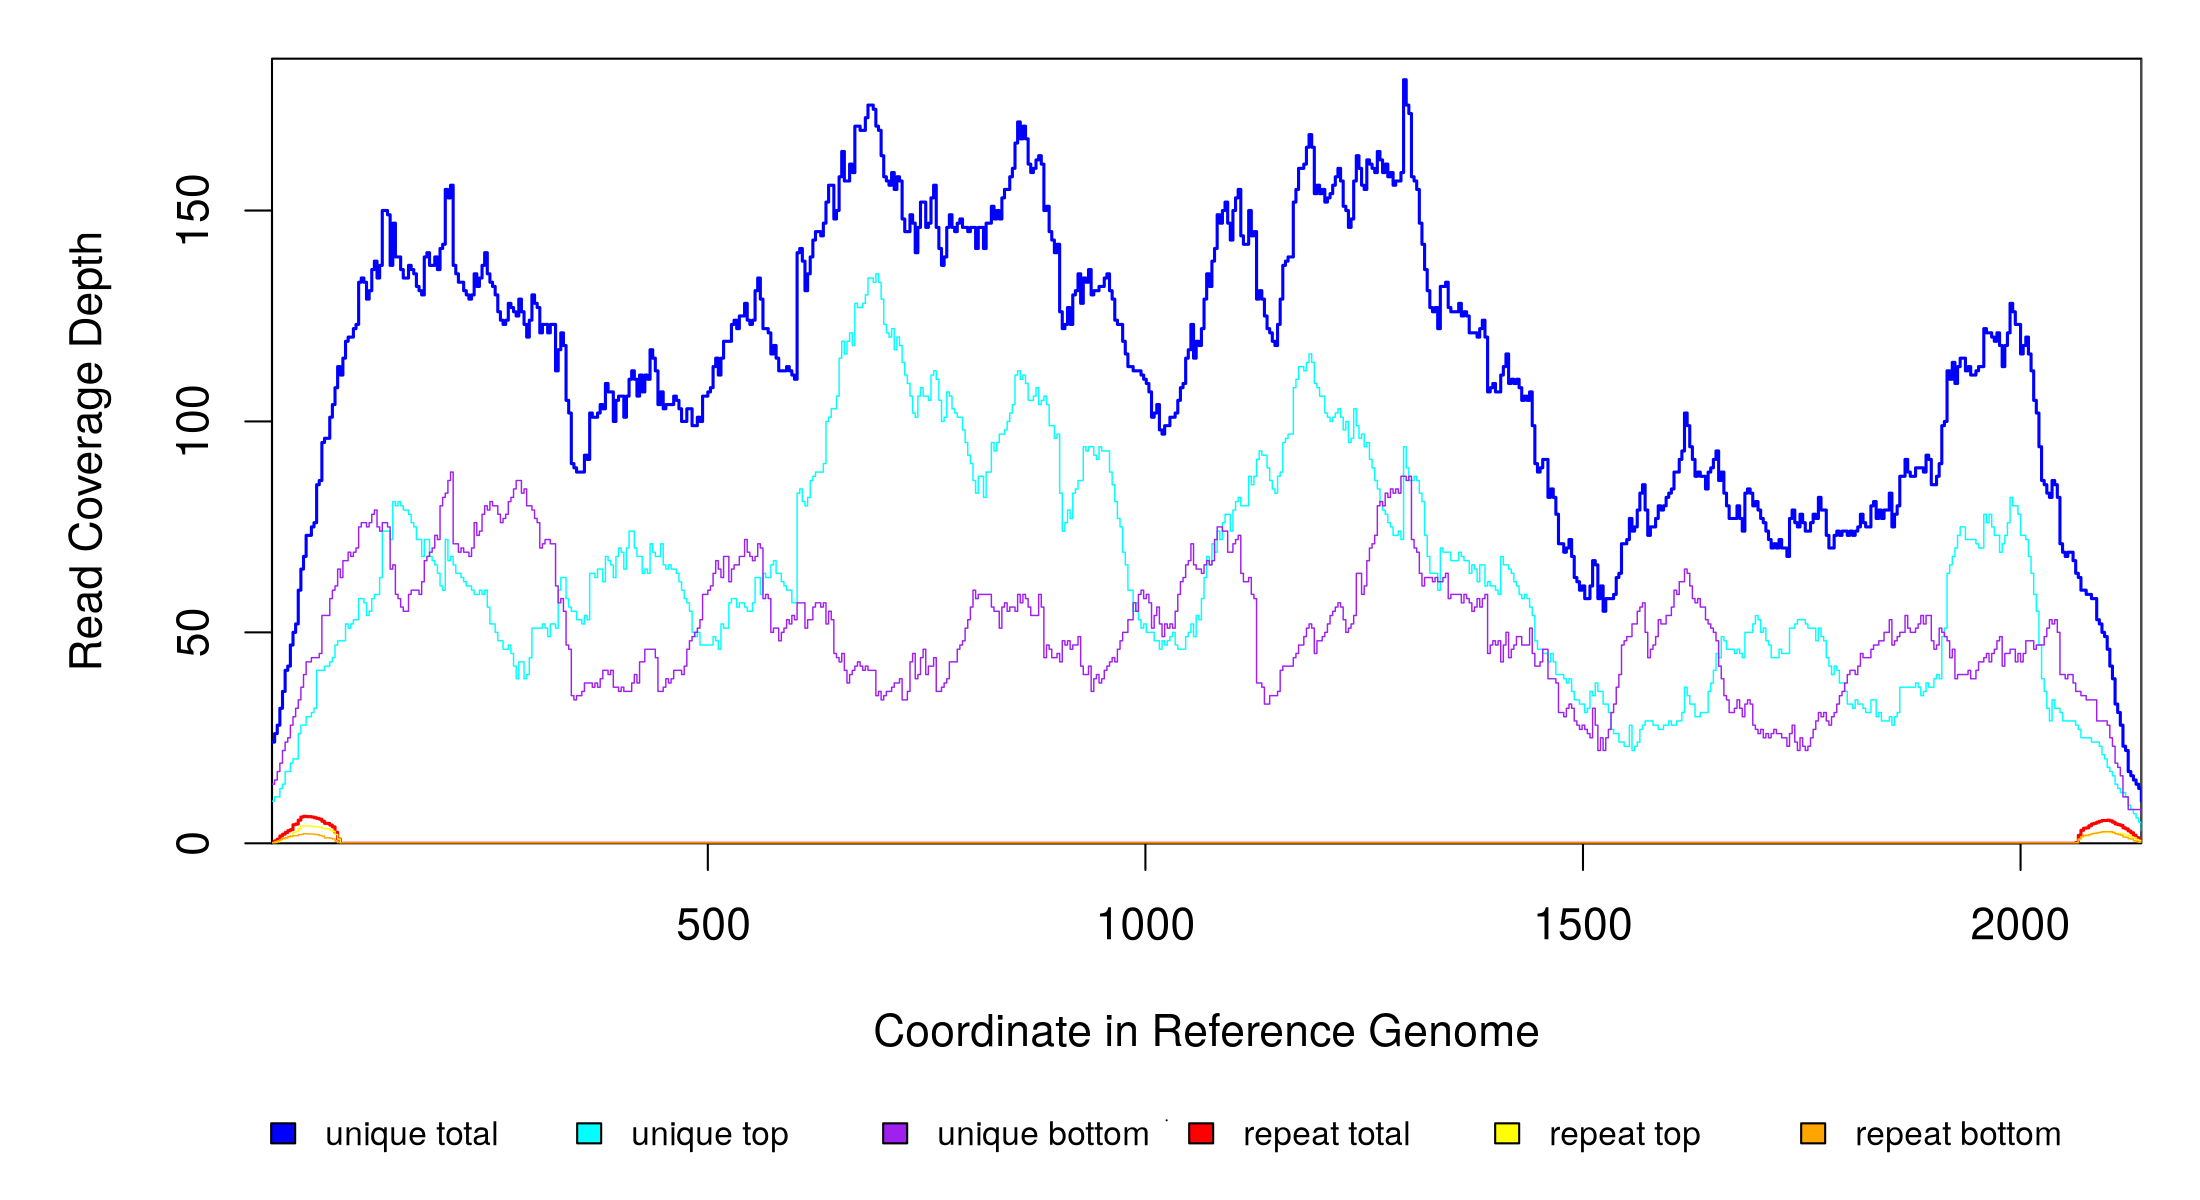 Read Coverage Depth
150
100
50
0
500 1000 1500 2000
Coordinate in Reference Genome
unique total unique top unique bottom repeat total repeat top repeat bottom